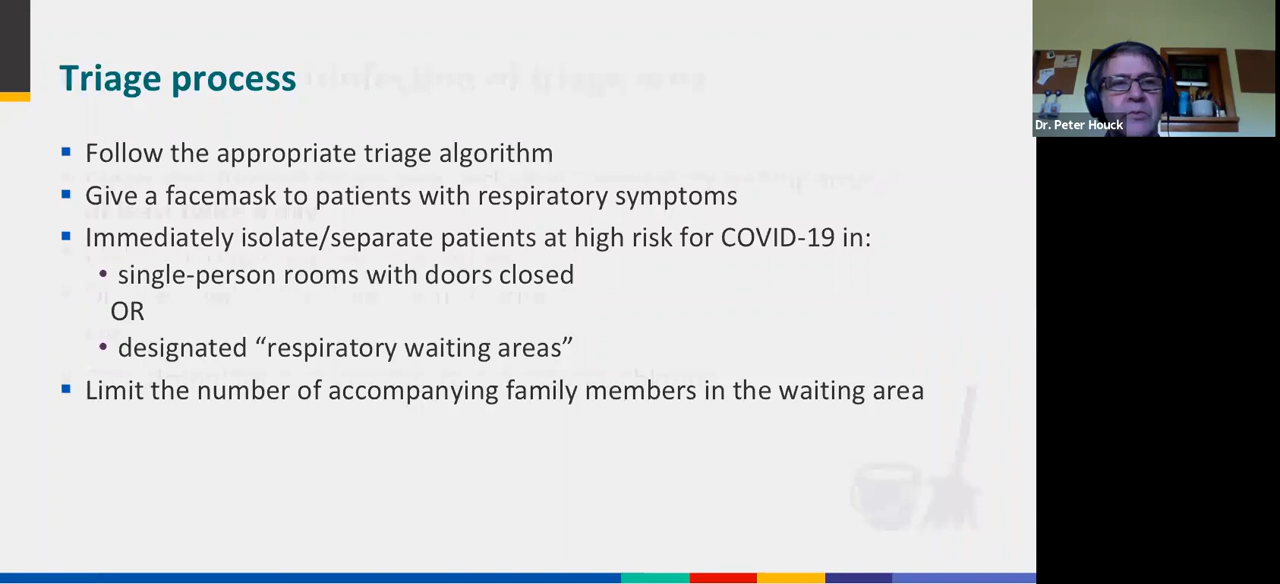 Triage process
Follow the appropriate triage algorithm
Give a facemask to patients with respiratory symptoms
Immediately isolate/separate patients at high risk for COVID-19 in:
single-person rooms with doors closed
OR
designated “respiratory waiting areas”
Limit the number of accompanying family members in the waiting area
Dr. Peter Houck